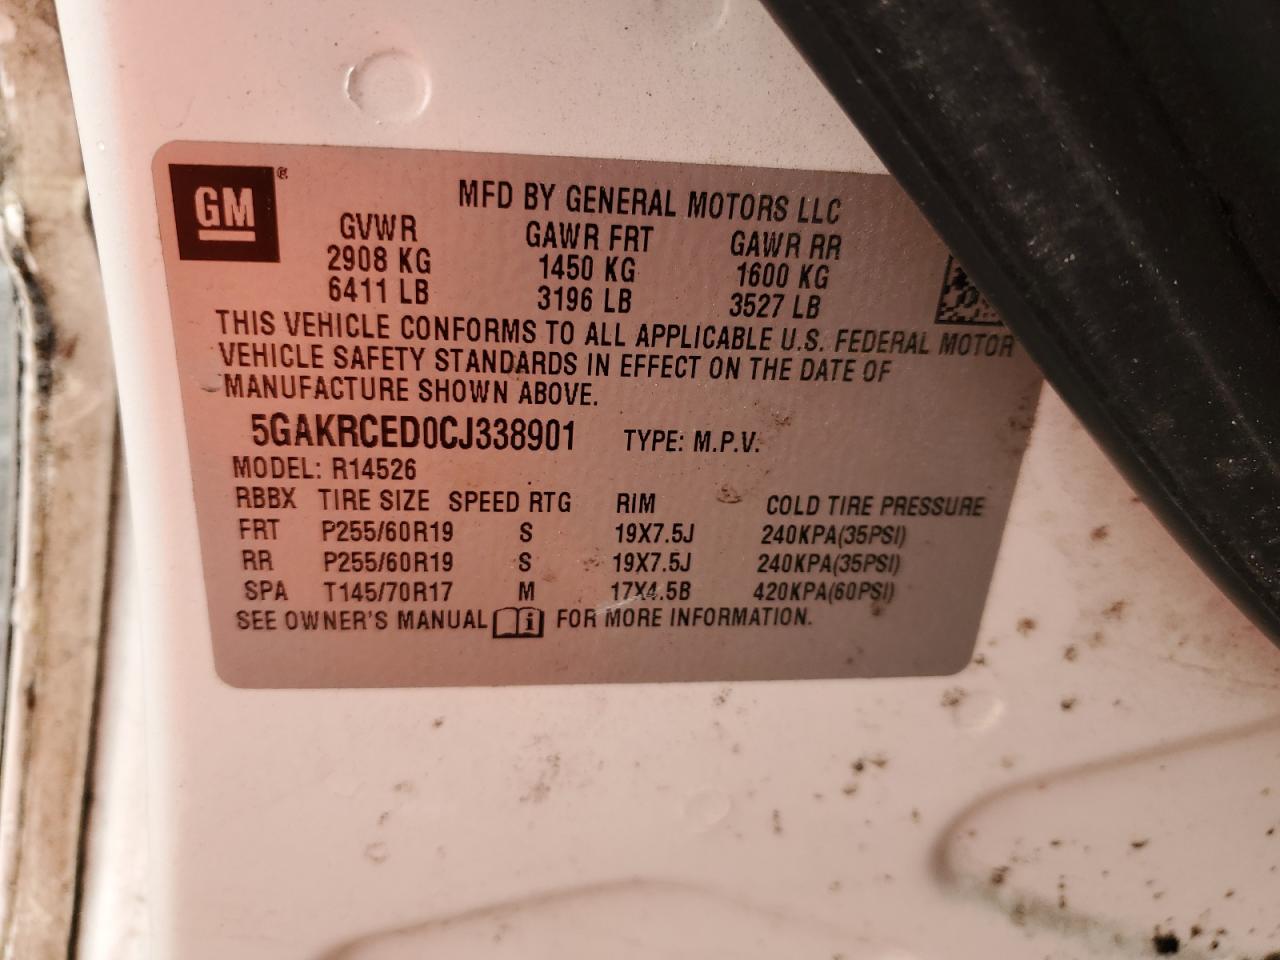 GM®
MFD BY GENERAL MOTORS LLC
GVWR GAWR FRT GAWR RR
2908 KG 1450 KG 1600 KG
6411 LB 3196 LB 3527 LB
THIS VEHICLE CONFORMS TO ALL APPLICABLE U.S. FEDERAL MOTOR
VEHICLE SAFETY STANDARDS IN EFFECT ON THE DATE OF
MANUFACTURE SHOWN ABOVE.
5GAKRCED0CJ338901 TYPE: M.P.V.
MODEL: R14526
RBBX TIRE SIZE SPEED RTG RIM COLD TIRE PRESSURE
FRT P255/60R19 S 19X7.5J 240KPA(35PSI)
RR P255/60R19 S 19X7.5J 240KPA(35PSI)
SPA T145/70R17 M 17X4.5B 420KPA(60PSI)
SEE OWNER'S MANUAL i FOR MORE INFORMATION.